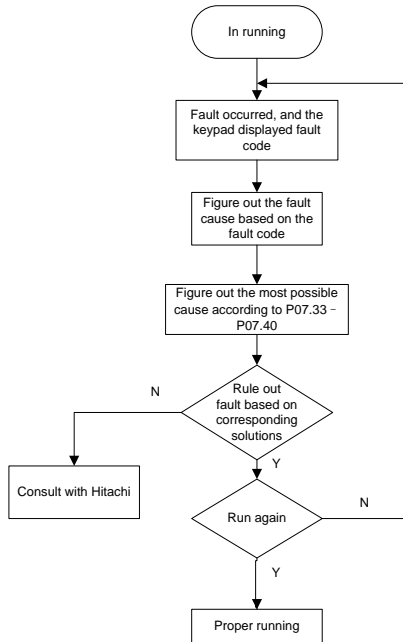 In running
Fault occurred, and the
keypad displayed fault
code
Figure out the fault
cause based on the
fault code
Figure out the most possible
cause according to P07.33–
P07.40
N
Rule out
fault based on
corresponding
solutions
Y
Consult with Hitachi
Run again
N
Y
Proper running